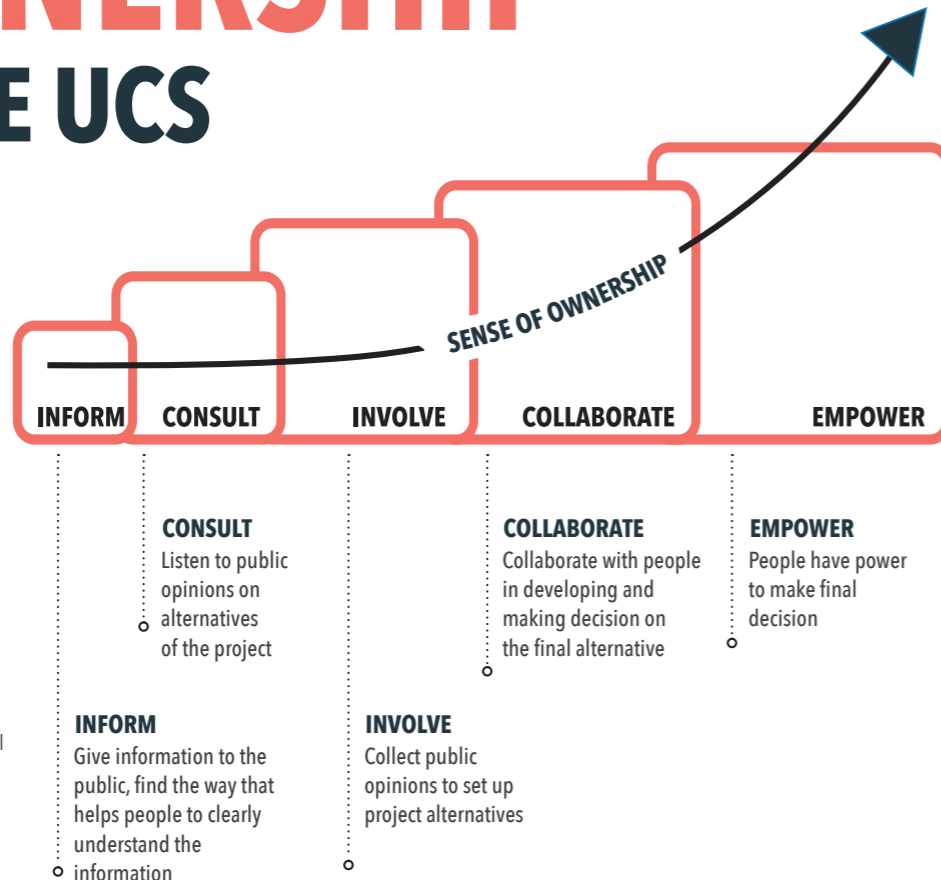 E UCS
SENSE OF OWNERSHIP
INFORM
CONSULT
INVOLVE
COLLABORATE
EMPOWER
CONSULT
Listen to public
opinions on
alternatives
of the project
COLLABORATE
Collaborate with people
in developing and
making decision on
the final alternative
EMPOWER
People have power
to make final
decision
INFORM
Give information to the
public, find the way that
helps people to clearly
understand the
information
INVOLVE
Collect public
opinions to set up
project alternatives